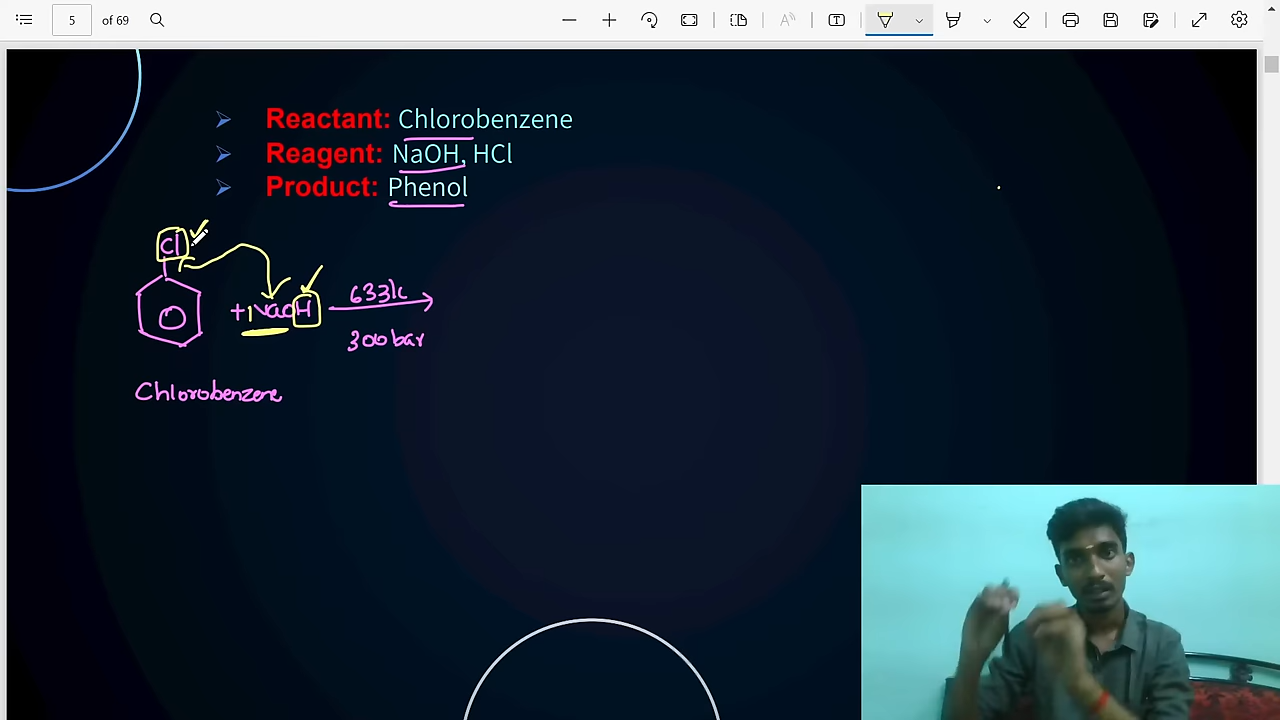 5 of 69
➢ Reactant: Chlorobenzene
➢ Reagent: NaOH, HCl
➢ Product: Phenol
Cl
+ NaOH
633K
300 bar
Chlorobenzene